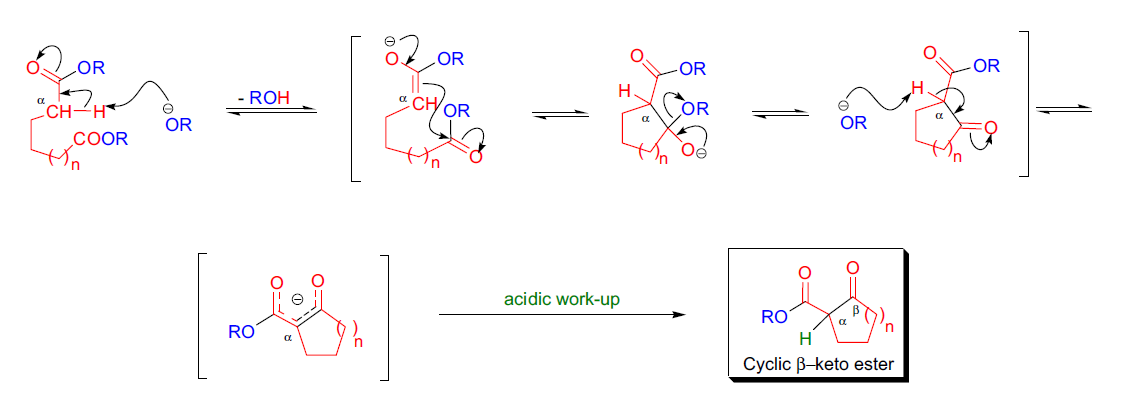 O OR
α CH H
⊖ OR
COOR
( ) n
- ROH
⊖ O OR
α CH OR
( ) n O
O OR
H α OR
( ) n O ⊖
⊖ OR
O OR
H α O
( ) n
O ⊖ O
RO α ( ) n
acidic work-up
O O
RO α β ( ) n
H
Cyclic β–keto ester